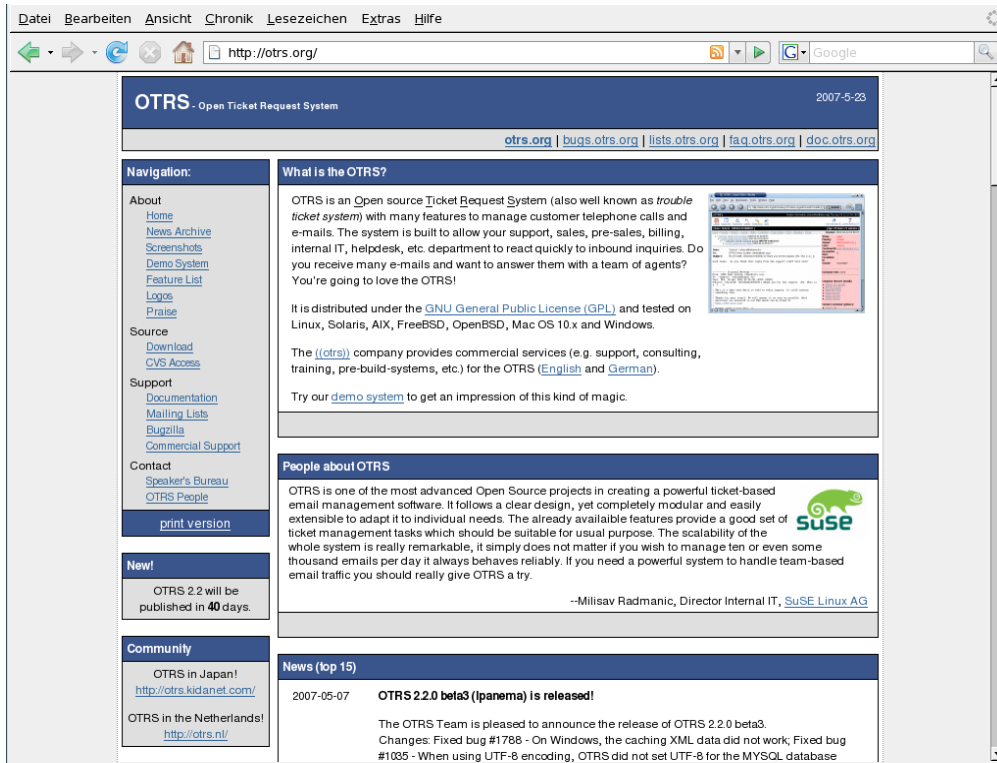 Datei Bearbeiten Ansicht Chronik Lesezeichen Extras Hilfe
http://otrs.org/
G Google
OTRS - Open Ticket Request System
2007-5-23
otrs.org | bugs.otrs.org | lists.otrs.org | faq.otrs.org | doc.otrs.org
Navigation:
About
Home
News Archive
Screenshots
Demo System
Feature List
Logos
Praise
Source
Download
CVS Access
Support
Documentation
Mailing Lists
Bugzilla
Commercial Support
Contact
Speaker's Bureau
OTRS People
print version
New!
OTRS 2.2 will be
published in 40 days.
Community
OTRS in Japan!
http://otrs.kidanet.com/
OTRS in the Netherlands!
http://otrs.nl/
What is the OTRS?
OTRS is an Open source Ticket Request System (also well known as trouble
ticket system) with many features to manage customer telephone calls and
e-mails. The system is built to allow your support, sales, pre-sales, billing,
internal IT, helpdesk, etc. department to react quickly to inbound inquiries. Do
you receive many e-mails and want to answer them with a team of agents?
You're going to love the OTRS!
It is distributed under the GNU General Public License (GPL) and tested on
Linux, Solaris, AIX, FreeBSD, OpenBSD, Mac OS 10.x and Windows.
The ((otrs)) company provides commercial services (e.g. support, consulting,
training, pre-build-systems, etc.) for the OTRS (English and German).
Try our demo system to get an impression of this kind of magic.
People about OTRS
OTRS is one of the most advanced Open Source projects in creating a powerful ticket-based
email management software. It follows a clear design, yet completely modular and easily
extensible to adapt it to individual needs. The already availaible features provide a good set of
ticket management tasks which should be suitable for usual purpose. The scalability of the
whole system is really remarkable, it simply does not matter if you wish to manage ten or even some
thousand emails per day it always behaves reliably. If you need a powerful system to handle team-based
email traffic you should really give OTRS a try.
SUSE
--Milisav Radmanic, Director Internal IT, SuSE Linux AG
News (top 15)
2007-05-07 OTRS 2.2.0 beta3 (Ipanema) is released!
The OTRS Team is pleased to announce the release of OTRS 2.2.0 beta3.
Changes: Fixed bug #1788 - On Windows, the caching XML data did not work; Fixed bug
#1035 - When using UTF-8 encoding, OTRS did not set UTF-8 for the MYSQL database